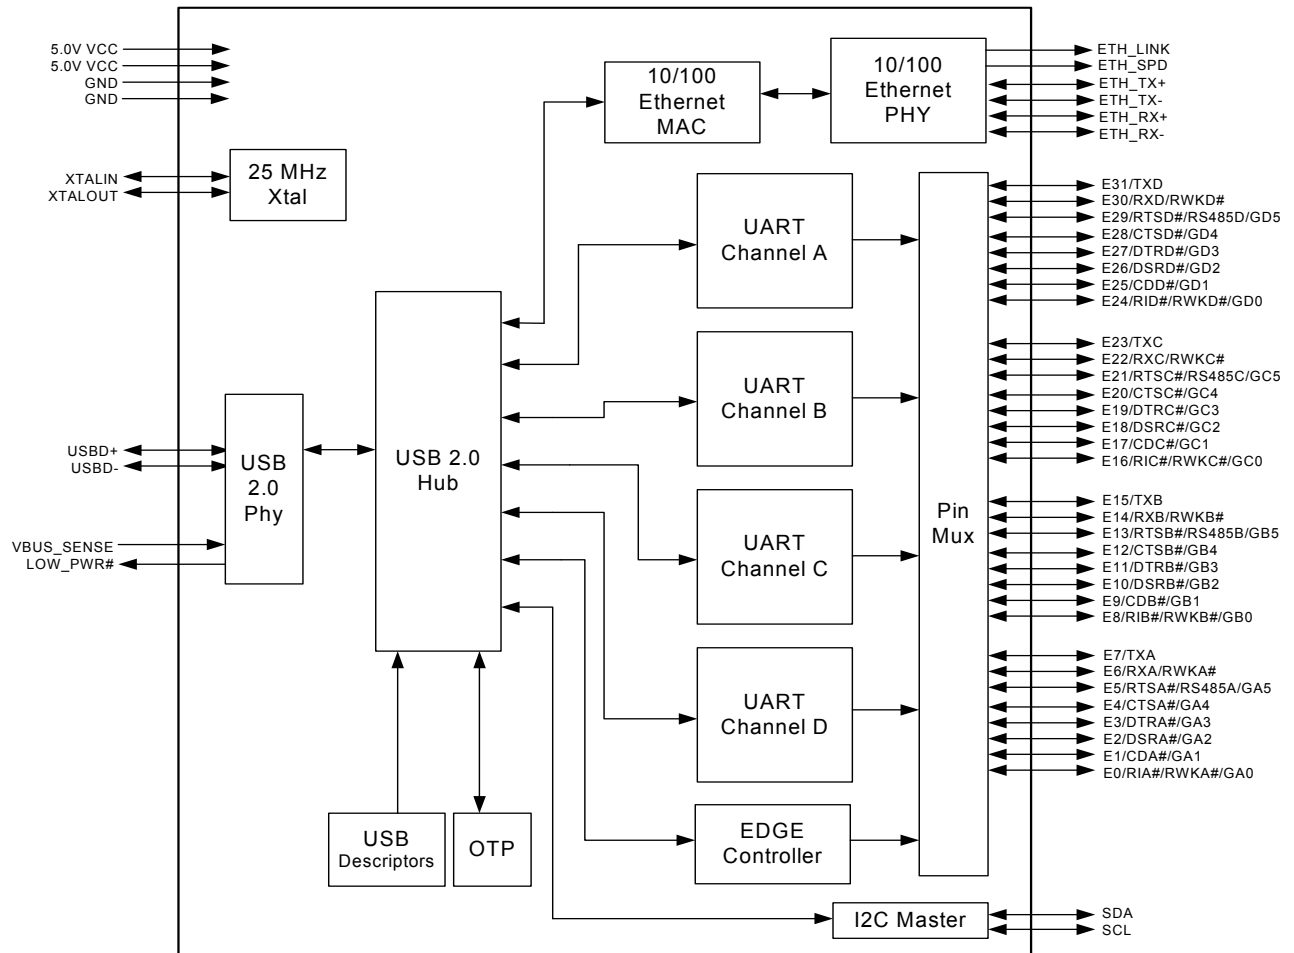 5.0V VCC
5.0V VCC
GND
GND
XTALIN
XTALOUT
25 MHz
Xtal
USBD+
USBD-
VBUS_SENSE
LOW_PWR#
USB
2.0
Phy
USB 2.0
Hub
USB
Descriptors
OTP
10/100
Ethernet
MAC
10/100
Ethernet
PHY
UART
Channel A
UART
Channel B
UART
Channel C
UART
Channel D
EDGE
Controller
I2C Master
Pin
Mux
ETH_LINK
ETH_SPD
ETH_TX+
ETH_TX-
ETH_RX+
ETH_RX-
E31/TXD
E30/RXD/RWKD#
E29/RTSD#/RS485D/GD5
E28/CTSD#/GD4
E27/DTRD#/GD3
E26/DSRD#/GD2
E25/CDD#/GD1
E24/RID#/RWKD#/GD0
E23/TXC
E22/RXC/RWKC#
E21/RTSC#/RS485C/GC5
E20/CTSC#/GC4
E19/DTRC#/GC3
E18/DSRC#/GC2
E17/CDC#/GC1
E16/RIC#/RWKC#/GC0
E15/TXB
E14/RXB/RWKB#
E13/RTSB#/RS485B/GB5
E12/CTSB#/GB4
E11/DTRB#/GB3
E10/DSRB#/GB2
E9/CDB#/GB1
E8/RIB#/RWKB#/GB0
E7/TXA
E6/RXA/RWKA#
E5/RTSA#/RS485A/GA5
E4/CTSA#/GA4
E3/DTRA#/GA3
E2/DSRA#/GA2
E1/CDA#/GA1
E0/RIA#/RWKA#/GA0
SDA
SCL